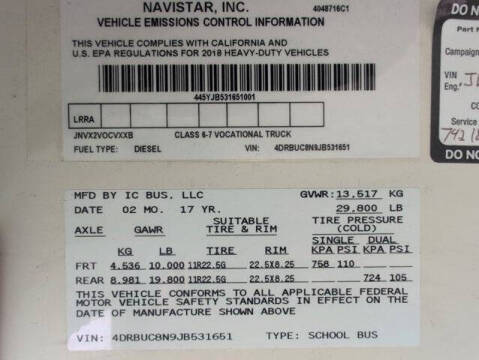 NAVISTAR, INC. 4048716C1
VEHICLE EMISSIONS CONTROL INFORMATION
THIS VEHICLE COMPLIES WITH CALIFORNIA AND
U.S. EPA REGULATIONS FOR 2018 HEAVY-DUTY VEHICLES
445YJB531651001
LRRA
JNVX2VOCVXXB CLASS 6-7 VOCATIONAL TRUCK
FUEL TYPE: DIESEL VIN: 4DRBUC8N9JB531651
DO NO
Part N
Campaign
VIN
Eng.
CO
Service
DO NO
MFD BY IC BUS, LLC GVWR: 13,517 KG
DATE 02 MO. 17 YR. 29,800 LB
SUITABLE TIRE PRESSURE
AXLE GAWR TIRE & RIM (COLD)
SINGLE DUAL
KG LB TIRE RIM KPA PSI KPA PSI
FRT 4,536 10,000 11R22.5G 22.5X8.25 758 110
REAR 8,981 19,800 11R22.5G 22.5X8.25 724 105
THIS VEHICLE CONFORMS TO ALL APPLICABLE FEDERAL
MOTOR VEHICLE SAFETY STANDARDS IN EFFECT ON THE
DATE OF MANUFACTURE SHOWN ABOVE
VIN: 4DRBUC8N9JB531651 TYPE: SCHOOL BUS